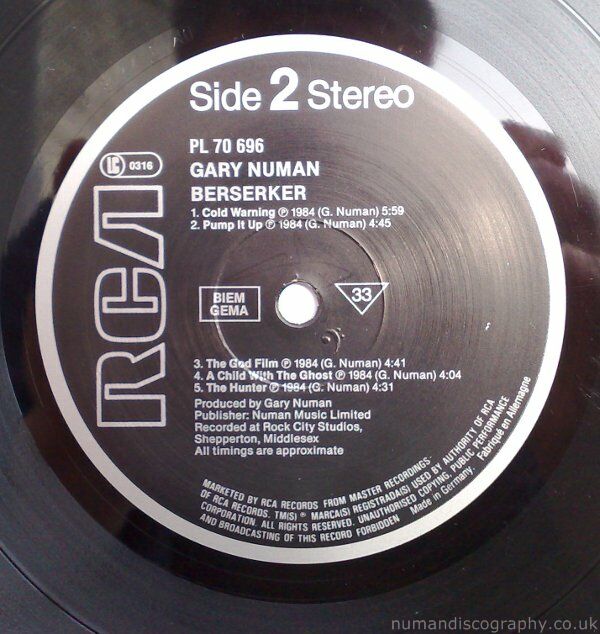 Side 2 Stereo
PL 70 696
LC 0316
GARY NUMAN
BERSERKER
1. Cold Warning ℗ 1984 (G. Numan) 5:59
2. Pump It Up ℗ 1984 (G. Numan) 4:45
RCA
BIEM
GEMA
33
3. The God Film ℗ 1984 (G. Numan) 4:41
4. A Child With The Ghost ℗ 1984 (G. Numan) 4:04
5. The Hunter ℗ 1984 (G. Numan) 4:31
Produced by Gary Numan
Publisher: Numan Music Limited
Recorded at Rock City Studios,
Shepperton, Middlesex
All timings are approximate
MARKETED BY RCA RECORDS FROM MASTER RECORDINGS
OF RCA RECORDS. TM(S) ® MARCA(S) REGISTRADA(S) USED BY AUTHORITY OF RCA
CORPORATION. ALL RIGHTS RESERVED. UNAUTHORISED COPYING, PUBLIC PERFORMANCE
AND BROADCASTING OF THIS RECORD FORBIDDEN
Made in Germany. Fabriqué en Allemagne
numandiscography.co.uk